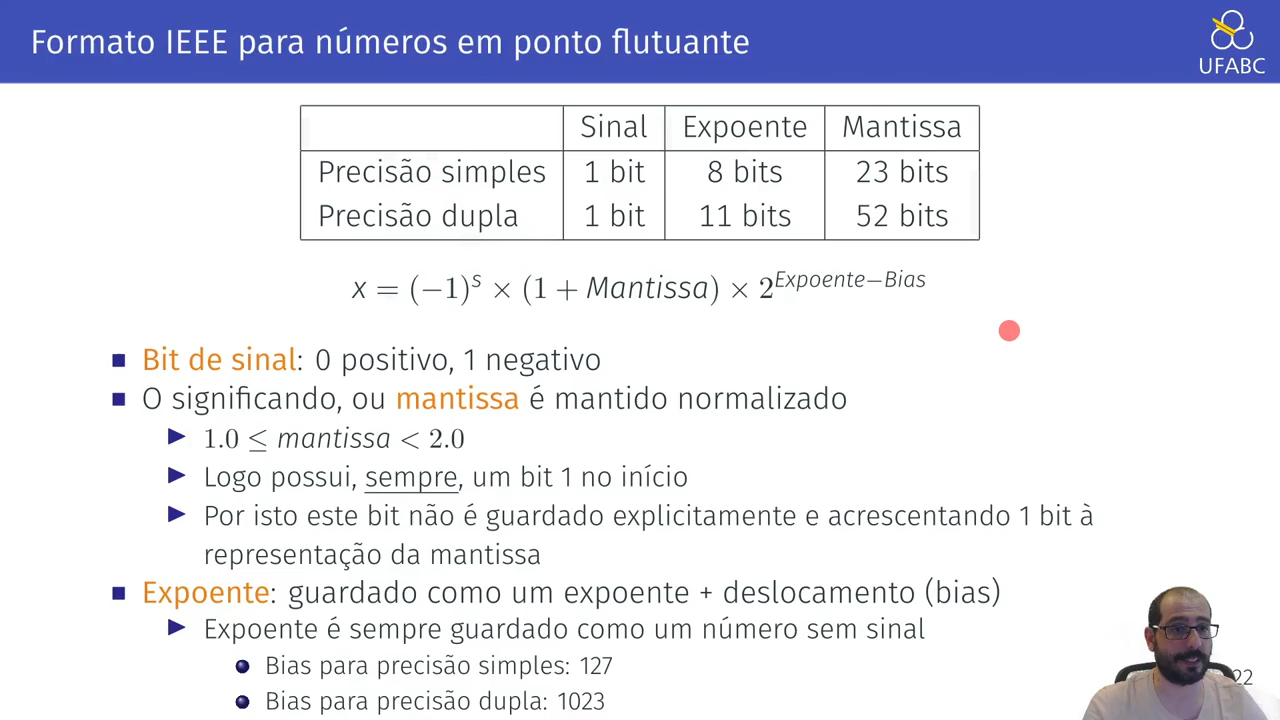 Formato IEEE para números em ponto flutuante
UFABC
Sinal Expoente Mantissa
Precisão simples 1 bit 8 bits 23 bits
Precisão dupla 1 bit 11 bits 52 bits
x = (−1)^s × (1 + Mantissa) × 2^Expoente−Bias
Bit de sinal: 0 positivo, 1 negativo
O significando, ou mantissa é mantido normalizado
1.0 ≤ mantissa < 2.0
Logo possui, sempre, um bit 1 no início
Por isto este bit não é guardado explicitamente e acrescentando 1 bit à
representação da mantissa
Expoente: guardado como um expoente + deslocamento (bias)
Expoente é sempre guardado como um número sem sinal
Bias para precisão simples: 127
Bias para precisão dupla: 1023
22